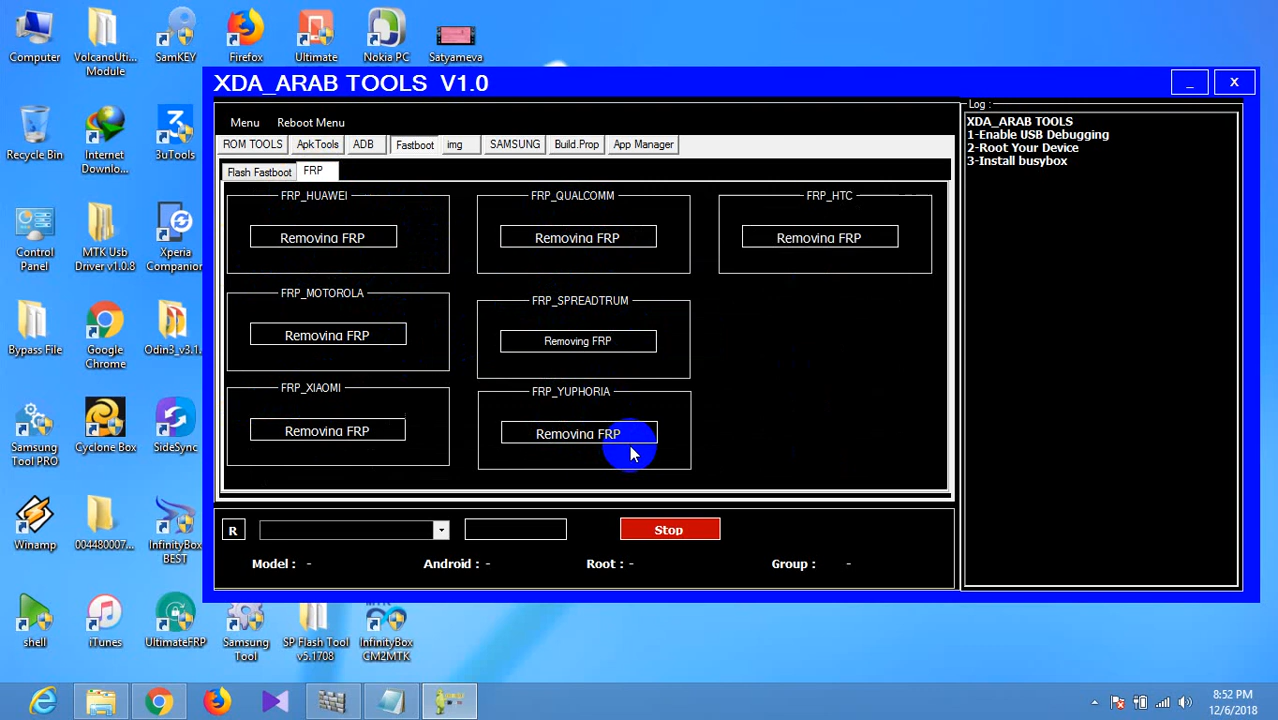 Computer
VolcanoUti...
Module
SamKEY
Firefox
Ultimate
Nokia PC
Satyameva
Recycle Bin
Internet
Downlo...
3uTools
Control
Panel
MTK Usb
Driver v1.0.8
Xperia
Companion
Bypass File
Google
Chrome
Odin3_v3.1.
Samsung
Tool PRO
Cyclone Box
SideSync
Winamp
004480007...
InfinityBox
BEST
shell
iTunes
UltimateFRP
Samsung
Tool
SP Flash Tool
v5.1708
InfinityBox
CM2MTK
XDA_ARAB TOOLS V1.0
_
X
Menu
Reboot Menu
ROM TOOLS
ApkTools
ADB
Fastboot
img
SAMSUNG
Build.Prop
App Manager
Flash Fastboot
FRP
FRP_HUAWEI
Removing FRP
FRP_QUALCOMM
Removing FRP
FRP_HTC
Removing FRP
FRP_MOTOROLA
Removing FRP
FRP_SPREADTRUM
Removing FRP
FRP_XIAOMI
Removing FRP
FRP_YUPHORIA
Removing FRP
R
Stop
Model : -
Android : -
Root : -
Group : -
Log :
XDA_ARAB TOOLS
1-Enable USB Debugging
2-Root Your Device
3-Install busybox
8:52 PM
12/6/2018